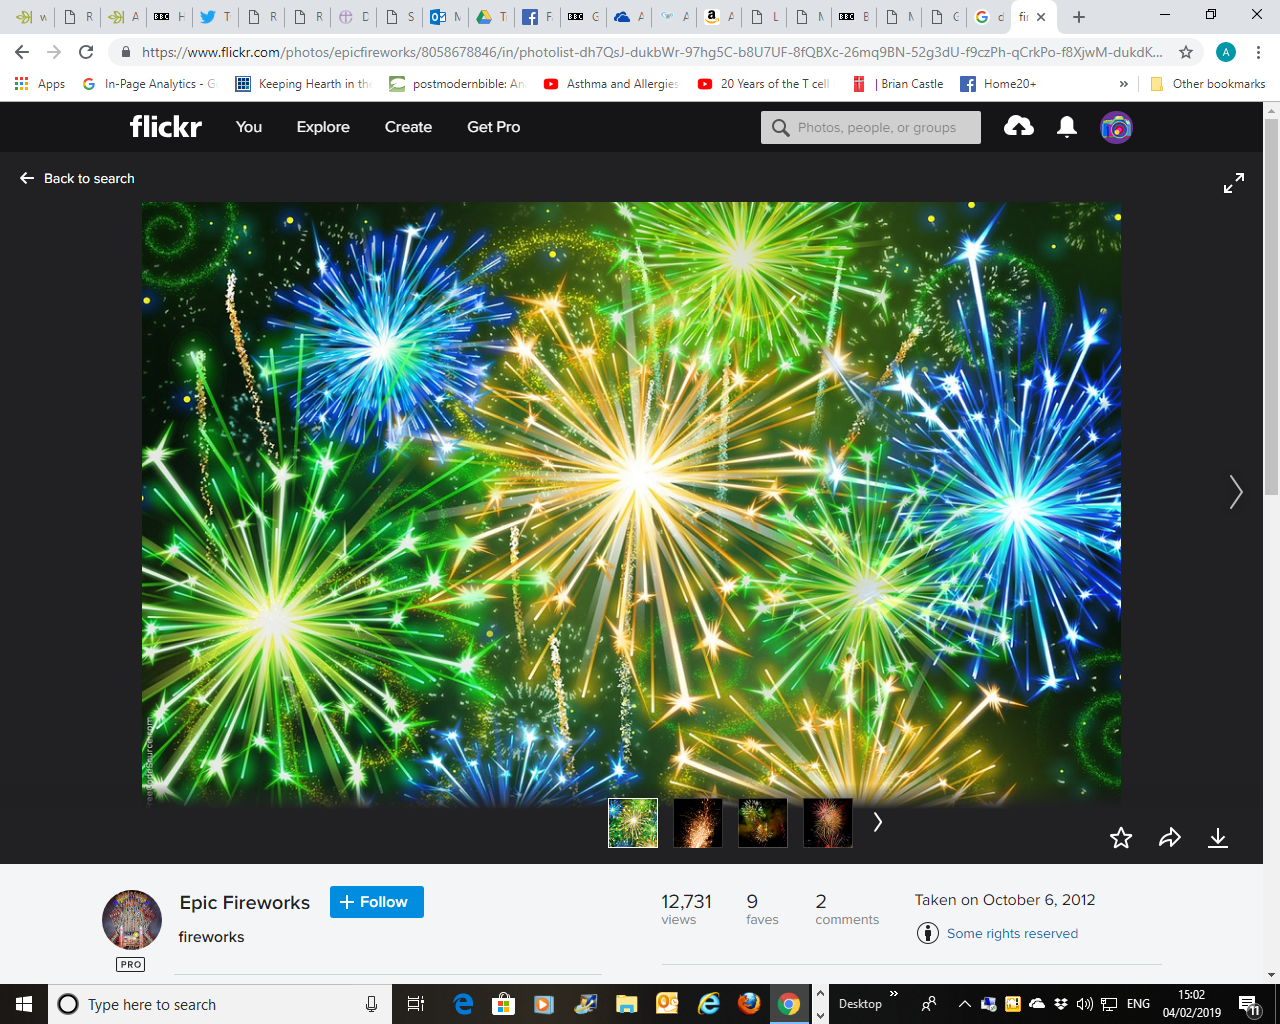 w
R
A
H
T
R
R
D
S
M
T
F
G
A
A
A
L
N
B
N
G
d
fir
https://www.flickr.com/photos/epicfireworks/8058678846/in/photolist-dh7QsJ-dukbWr-97hg5C-b8U7UF-8fQBXc-26mq9BN-52g3dU-f9czPh-qCrkPo-f8XjwM-dukdK...
A
Apps
In-Page Analytics - G
Keeping Hearth in the
postmodernbible: An
Asthma and Allergies
20 Years of the T cell
| Brian Castle
Home20+
»
Other bookmarks
flickr
You
Explore
Create
Get Pro
Photos, people, or groups
Back to search
Epic Fireworks
+ Follow
fireworks
PRO
12,731
views
9
faves
2
comments
Taken on October 6, 2012
Some rights reserved
Type here to search
Desktop
»
ENG
15:02
04/02/2019
11